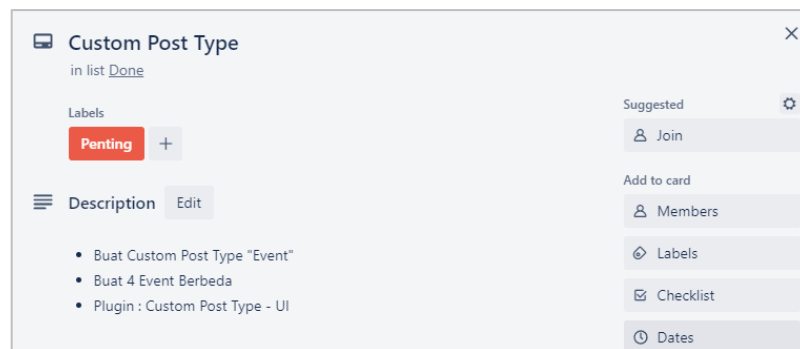 Custom Post Type
in list Done
Labels
Penting
Description Edit
Buat Custom Post Type "Event"
Buat 4 Event Berbeda
Plugin : Custom Post Type - UI
Suggested
Join
Add to card
Members
Labels
Checklist
Dates